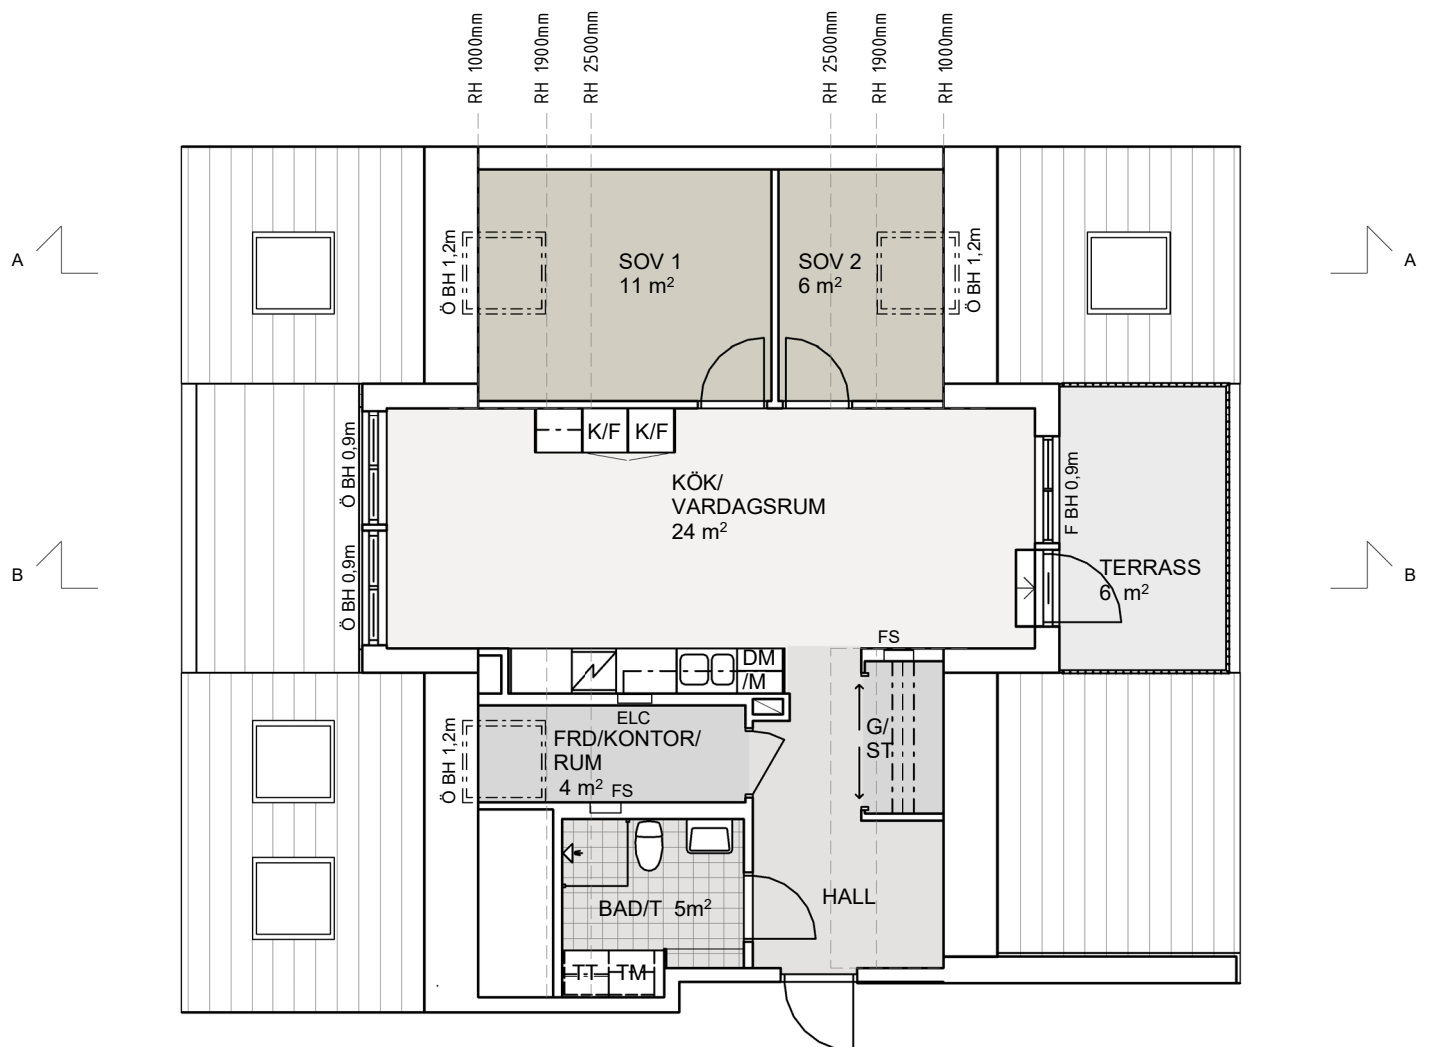 RH 1000mm
RH 1900mm
RH 2500mm
RH 2500mm
RH 1900mm
RH 1000mm
A
Ö BH 1,2m
SOV 1
11 m²
SOV 2
6 m²
Ö BH 1,2m
A
Ö BH 0,9m
K/F
K/F
KÖK/
VARDAGSRUM
24 m²
F BH 0,9m
B
Ö BH 0,9m
TERRASS
6 m²
B
FS
DM
/M
ELC
G/
ST
Ö BH 1,2m
FRD/KONTOR/
RUM
4 m²
FS
BAD/T 5m²
HALL
TT
TM